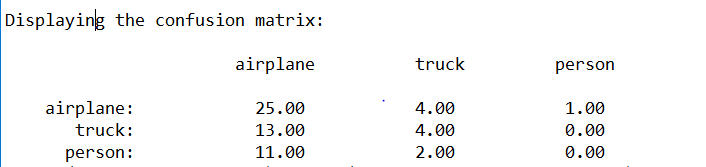 Displaying the confusion matrix:
airplane truck person
airplane: 25.00 4.00 1.00
truck: 13.00 4.00 0.00
person: 11.00 2.00 0.00